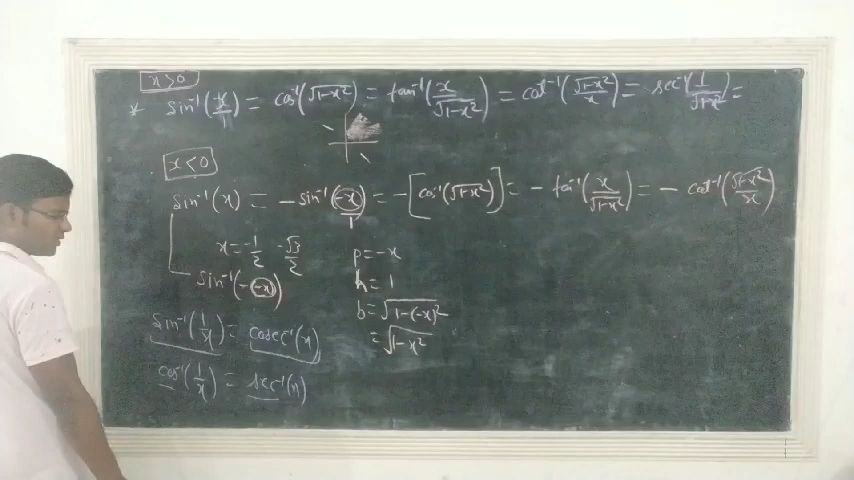 x>0
* sin⁻¹(x/1) = cos⁻¹(√1-x²) = tan⁻¹(x/√1-x²) = cot⁻¹(√1-x²/x) = sec⁻¹(1/√1-x²) =
x<0
sin⁻¹(x) = - sin⁻¹(-x/1) = -[cos⁻¹(√1-x²)] = - tan⁻¹(x/√1-x²) = - cot⁻¹(√1-x²/x)
x = -1/2 -√3/2
sin⁻¹(-(-x))
p = -x
h = 1
b = √1-(-x)²
= √1-x²
sin⁻¹(1/x) = cosec⁻¹(x)
cos⁻¹(1/x) = sec⁻¹(x)